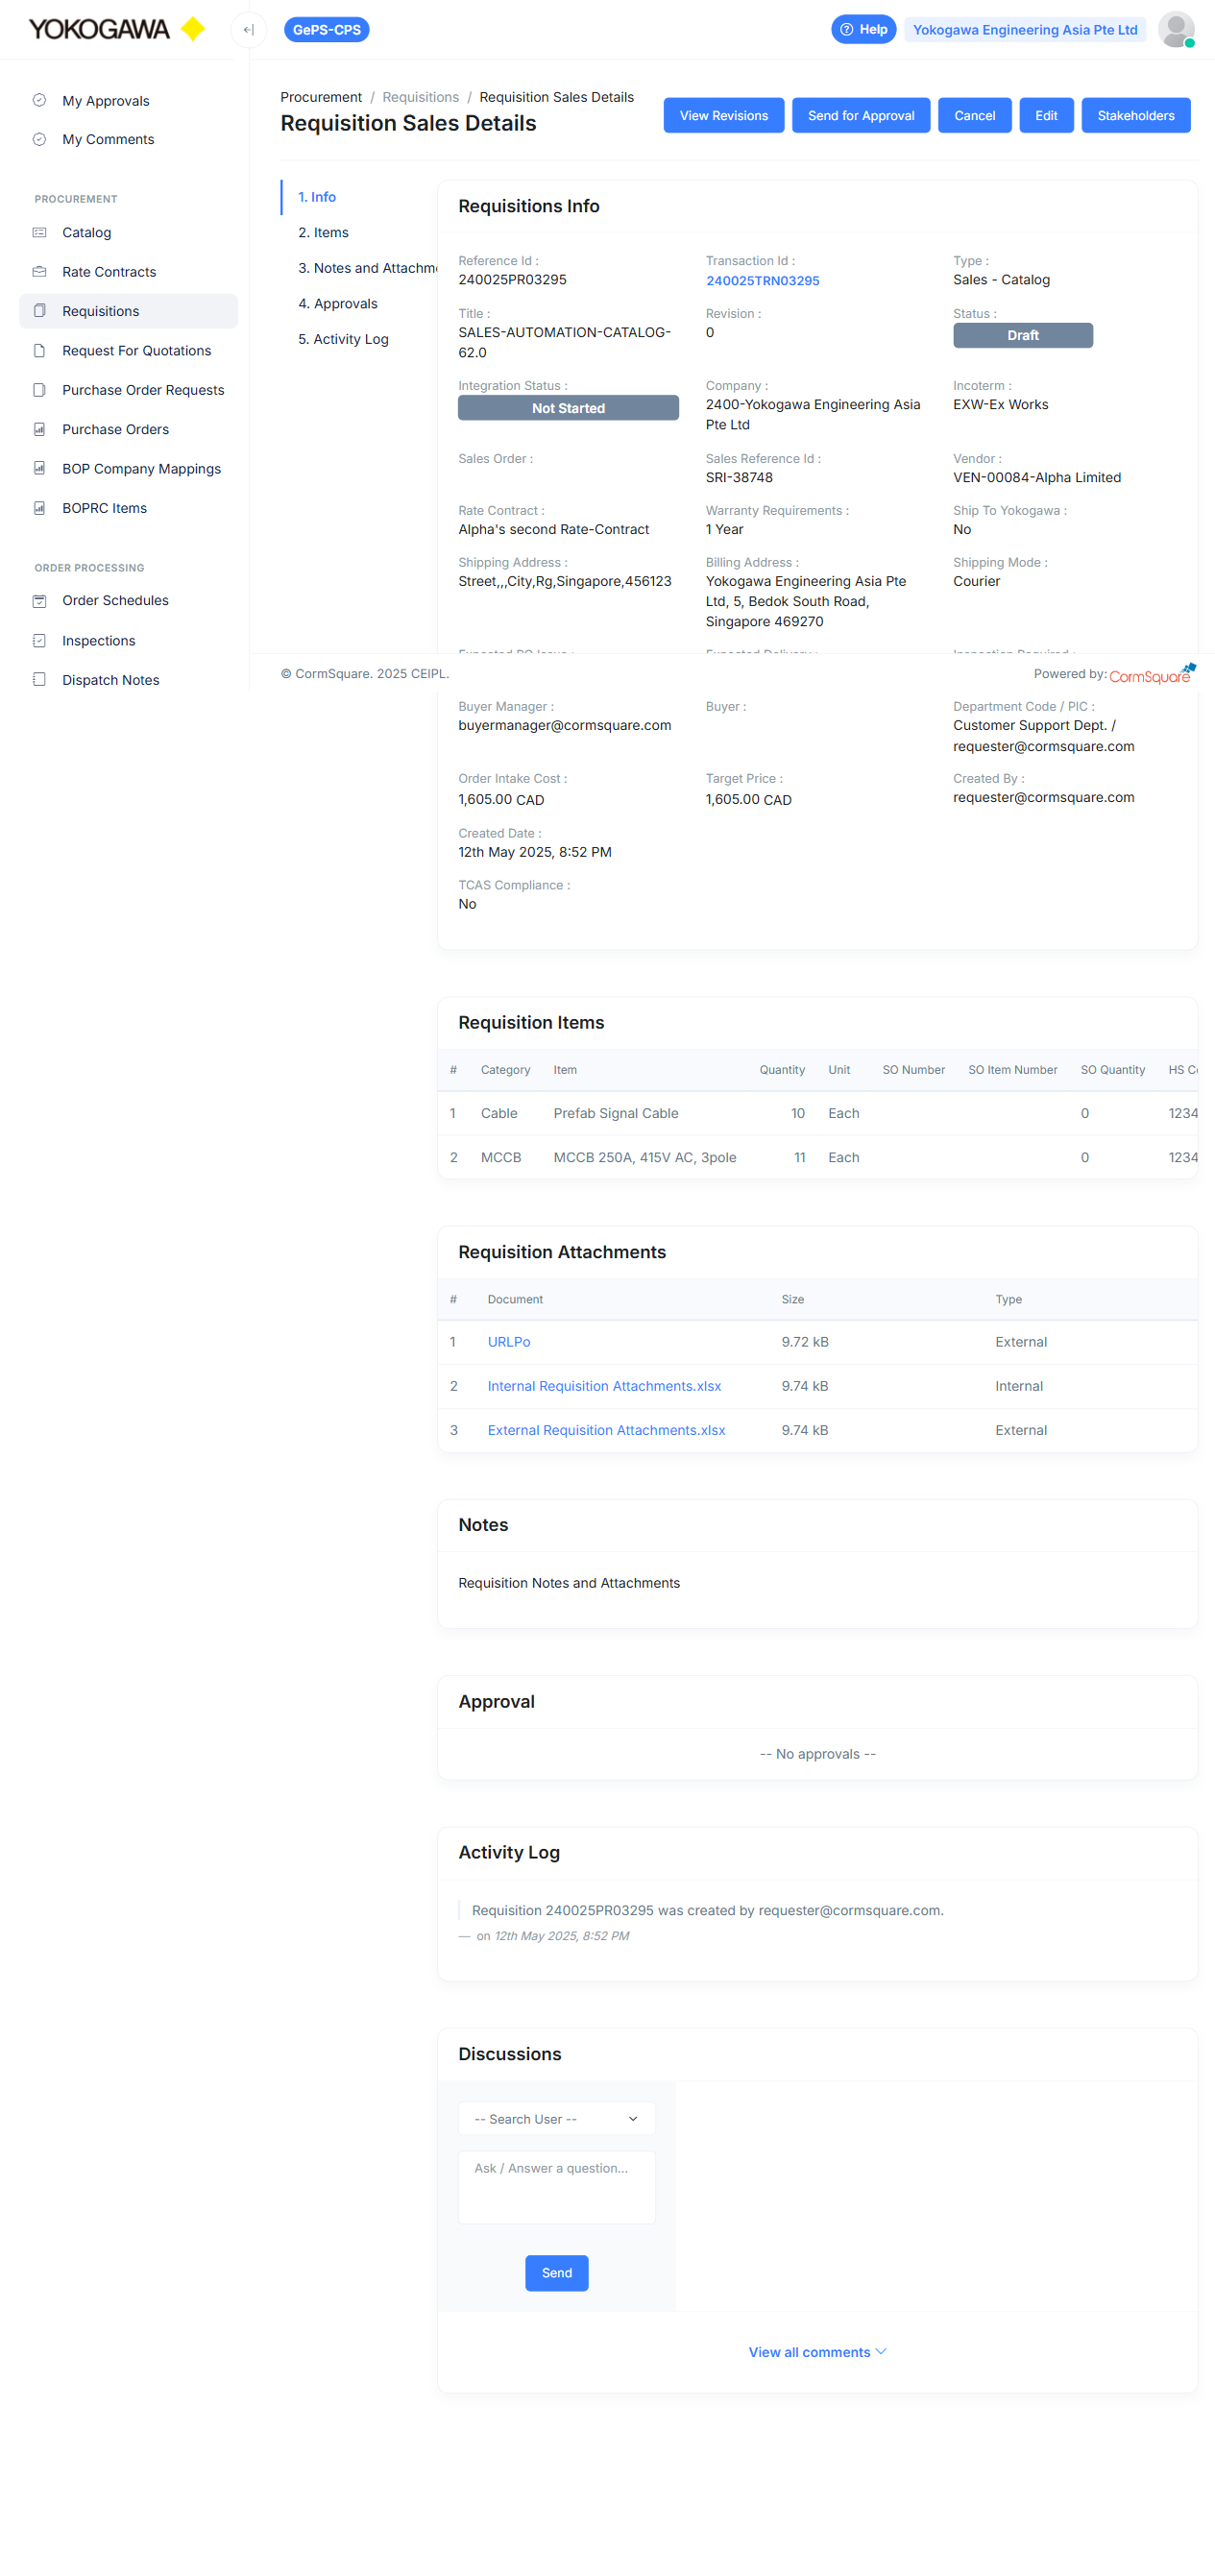 YOKOGAWA
GePS-CPS
Help
Yokogawa Engineering Asia Pte Ltd
My Approvals
My Comments
PROCUREMENT
Catalog
Rate Contracts
Requisitions
Request For Quotations
Purchase Order Requests
Purchase Orders
BOP Company Mappings
BOPRC Items
ORDER PROCESSING
Order Schedules
Inspections
Dispatch Notes
Procurement / Requisitions / Requisition Sales Details
Requisition Sales Details
View Revisions
Send for Approval
Cancel
Edit
Stakeholders
1. Info
2. Items
3. Notes and Attachm
4. Approvals
5. Activity Log
Requisitions Info
Reference Id :
240025PR03295
Transaction Id :
240025TRN03295
Type :
Sales - Catalog
Title :
SALES-AUTOMATION-CATALOG-
62.0
Revision :
0
Status :
Draft
Integration Status :
Not Started
Company :
2400-Yokogawa Engineering Asia
Pte Ltd
Incoterm :
EXW-Ex Works
Sales Order :
Sales Reference Id :
SRI-38748
Vendor :
VEN-00084-Alpha Limited
Rate Contract :
Alpha's second Rate-Contract
Warranty Requirements :
1 Year
Ship To Yokogawa :
No
Shipping Address :
Street,,,City,Rg,Singapore,456123
Billing Address :
Yokogawa Engineering Asia Pte
Ltd, 5, Bedok South Road,
Singapore 469270
Shipping Mode :
Courier
© CormSquare. 2025 CEIPL.
Powered by: CormSquare
Buyer Manager :
buyermanager@cormsquare.com
Buyer :
Department Code / PIC :
Customer Support Dept. /
requester@cormsquare.com
Order Intake Cost :
1,605.00 CAD
Target Price :
1,605.00 CAD
Created By :
requester@cormsquare.com
Created Date :
12th May 2025, 8:52 PM
TCAS Compliance :
No
Requisition Items
# Category Item Quantity Unit SO Number SO Item Number SO Quantity HS C
1 Cable Prefab Signal Cable 10 Each 0 1234
2 MCCB MCCB 250A, 415V AC, 3pole 11 Each 0 1234
Requisition Attachments
# Document Size Type
1 URLPo 9.72 kB External
2 Internal Requisition Attachments.xlsx 9.74 kB Internal
3 External Requisition Attachments.xlsx 9.74 kB External
Notes
Requisition Notes and Attachments
Approval
-- No approvals --
Activity Log
Requisition 240025PR03295 was created by requester@cormsquare.com.
— on 12th May 2025, 8:52 PM
Discussions
-- Search User --
Ask / Answer a question...
Send
View all comments